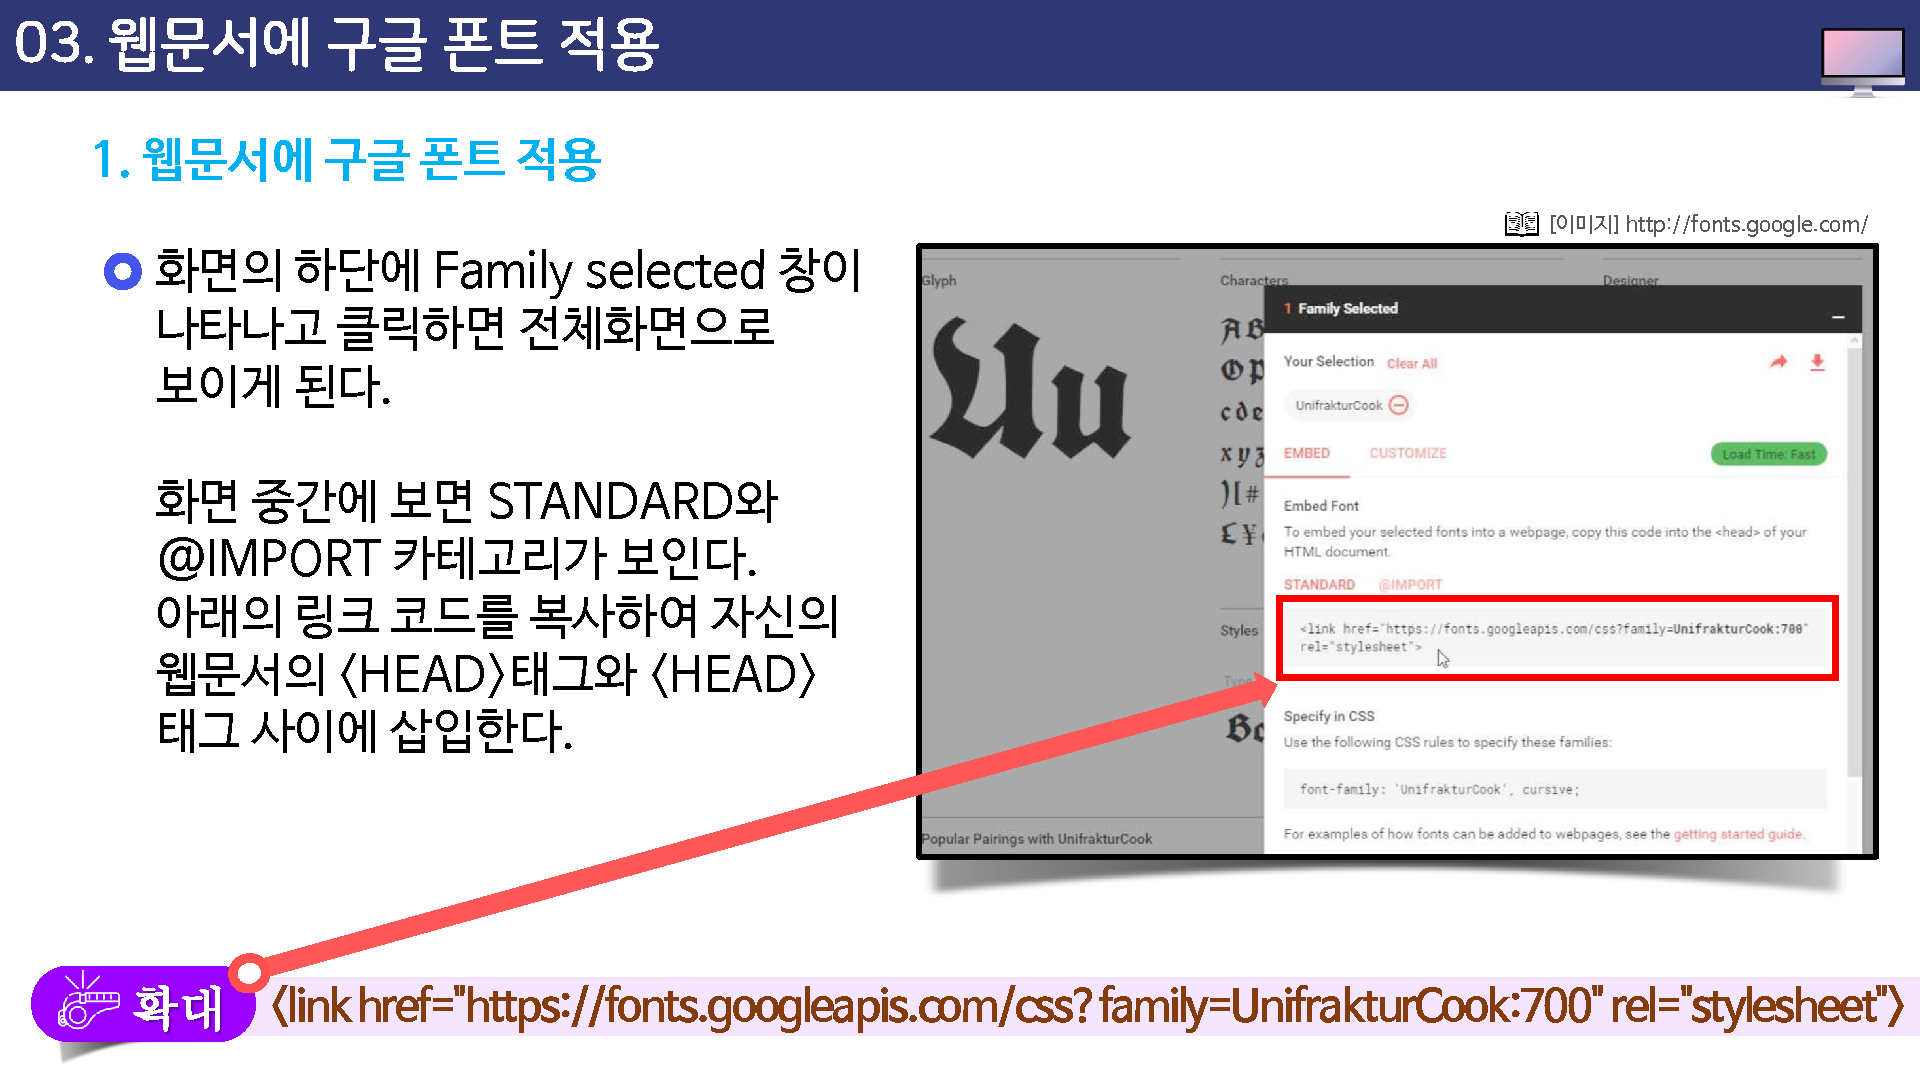 03. 웹문서에 구글 폰트 적용
1. 웹문서에 구글 폰트 적용
[이미지] http://fonts.google.com/
화면의 하단에 Family selected 창이
나타나고 클릭하면 전체화면으로
보이게 된다.
화면 중간에 보면 STANDARD와
@IMPORT 카테고리가 보인다.
아래의 링크 코드를 복사하여 자신의
웹문서의 〈HEAD〉태그와 〈HEAD〉
태그 사이에 삽입한다.
Glyph
Characters
Designer
Uu
1 Family Selected
Your Selection Clear All
UnifrakturCook
EMBED CUSTOMIZE
Load Time: Fast
Embed Font
To embed your selected fonts into a webpage, copy this code into the <head> of your
HTML document.
STANDARD @IMPORT
<link href="https://fonts.googleapis.com/css?family=UnifrakturCook:700"
rel="stylesheet">
Specify in CSS
Use the following CSS rules to specify these families:
font-family: 'UnifrakturCook', cursive;
For examples of how fonts can be added to webpages, see the getting started guide.
A B
O P
c d e
x y z
) [ #
£ ¥
Styles
Type
Bo
Popular Pairings with UnifrakturCook
확대
〈link href="https://fonts.googleapis.com/css? family=UnifrakturCook:700" rel="stylesheet"〉